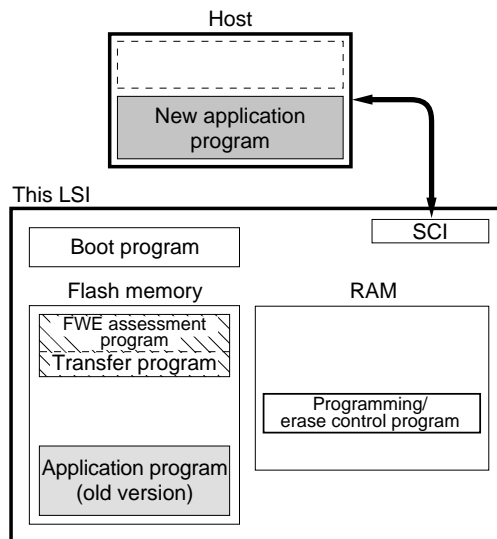 Host
New application
program
This LSI
SCI
Boot program
Flash memory
RAM
FWE assessment
program
Transfer program
Programming/
erase control program
Application program
(old version)